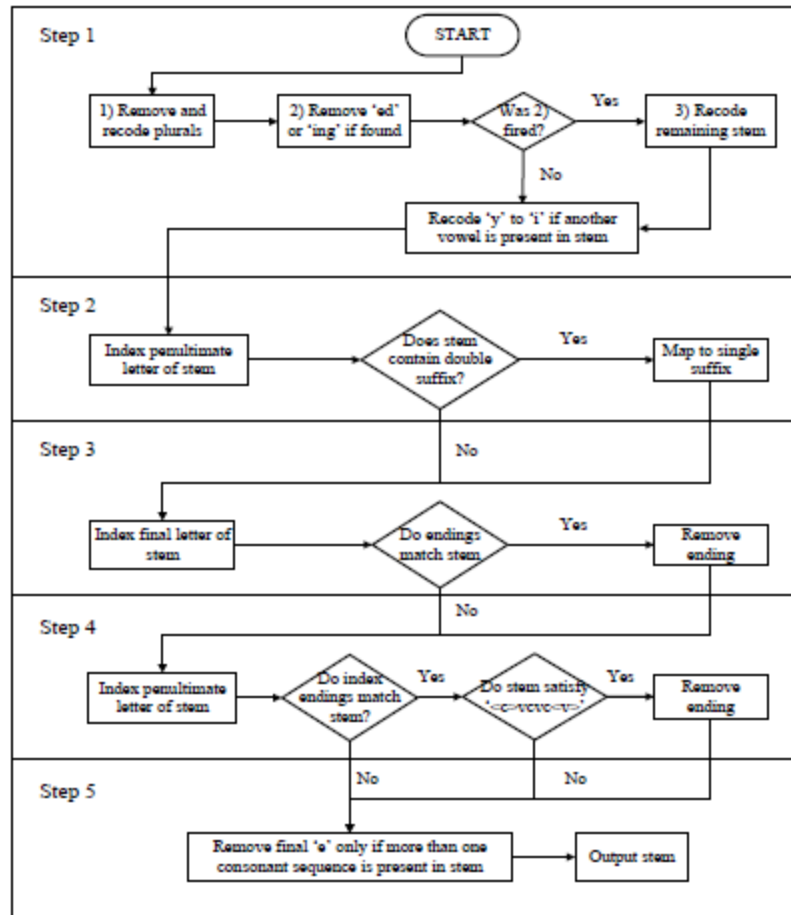 Step 1
START
1) Remove and
recode plurals
2) Remove ‘ed’
or ‘ing’ if found
Was 2)
fired?
Yes
3) Recode
remaining stem
No
Recode ‘y’ to ‘i’ if another
vowel is present in stem
Step 2
Index penultimate
letter of stem
Does stem
contain double
suffix?
Yes
Map to single
suffix
No
Step 3
Index final letter of
stem
Do endings
match stem
Yes
Remove
ending
No
Step 4
Index penultimate
letter of stem
Do index
endings match
stem?
Yes
Do stem satisfy
‘<c>vcvc<v>’
Yes
Remove
ending
No
No
Step 5
Remove final ‘e’ only if more than one
consonant sequence is present in stem
Output stem